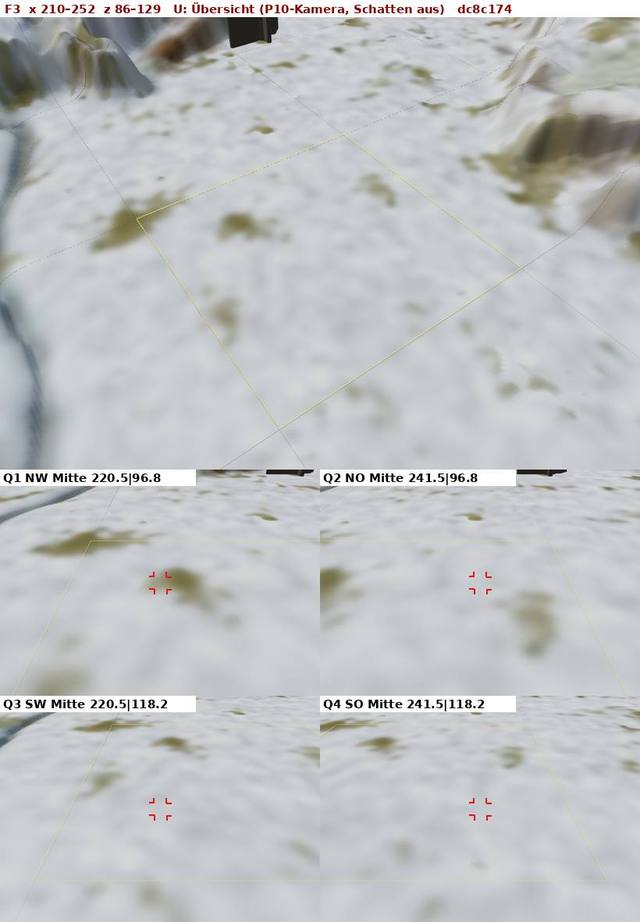 F3 x 210–252 z 86–129 U: Übersicht (P10-Kamera, Schatten aus) dc8c174
Q1 NW Mitte 220.5|96.8
Q2 NO Mitte 241.5|96.8
Q3 SW Mitte 220.5|118.2
Q4 SO Mitte 241.5|118.2